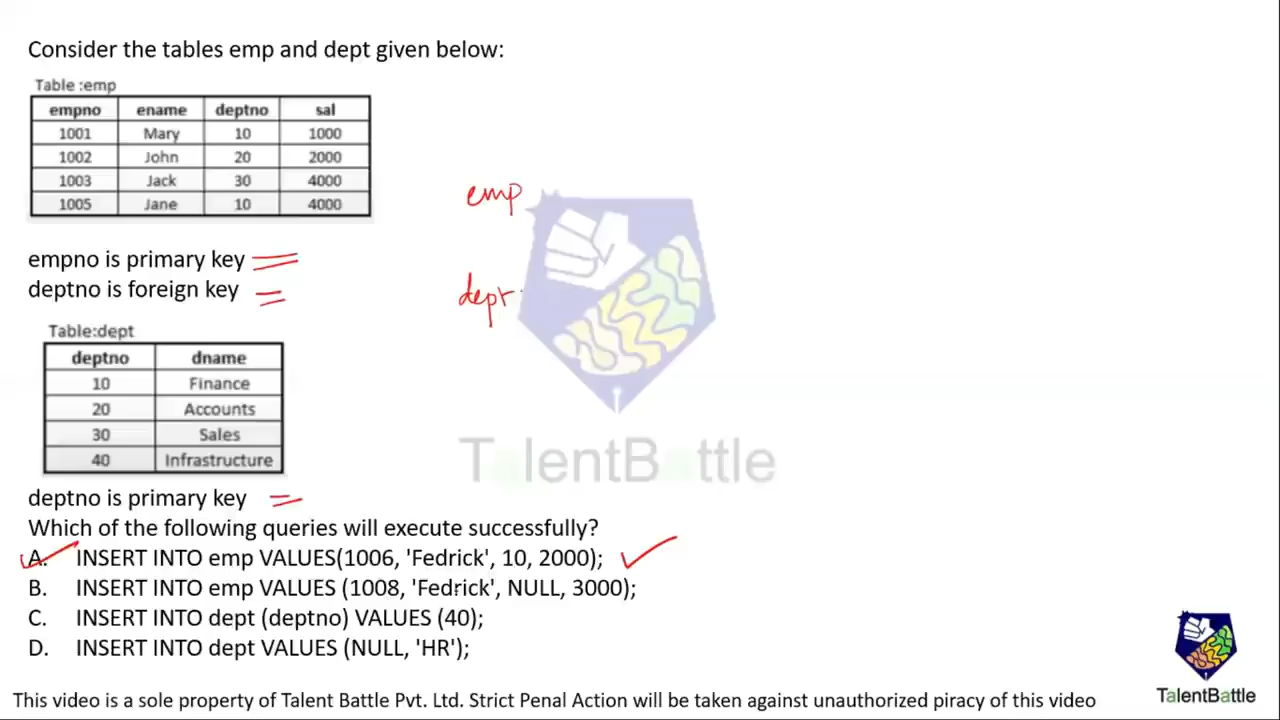 Consider the tables emp and dept given below:
Table :emp
empno ename deptno sal
1001 Mary 10 1000
1002 John 20 2000
1003 Jack 30 4000
1005 Jane 10 4000
emp
empno is primary key
deptno is foreign key
dept
Table:dept
deptno dname
10 Finance
20 Accounts
30 Sales
40 Infrastructure
TalentBattle
deptno is primary key
Which of the following queries will execute successfully?
A. INSERT INTO emp VALUES(1006, 'Fedrick', 10, 2000);
B. INSERT INTO emp VALUES (1008, 'Fedrick', NULL, 3000);
C. INSERT INTO dept (deptno) VALUES (40);
D. INSERT INTO dept VALUES (NULL, 'HR');
TalentBattle
This video is a sole property of Talent Battle Pvt. Ltd. Strict Penal Action will be taken against unauthorized piracy of this video